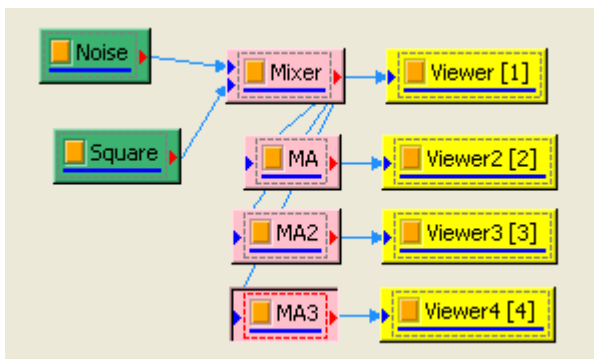 Noise
Mixer
Viewer [1]
Square
MA
Viewer2 [2]
MA2
Viewer3 [3]
MA3
Viewer4 [4]